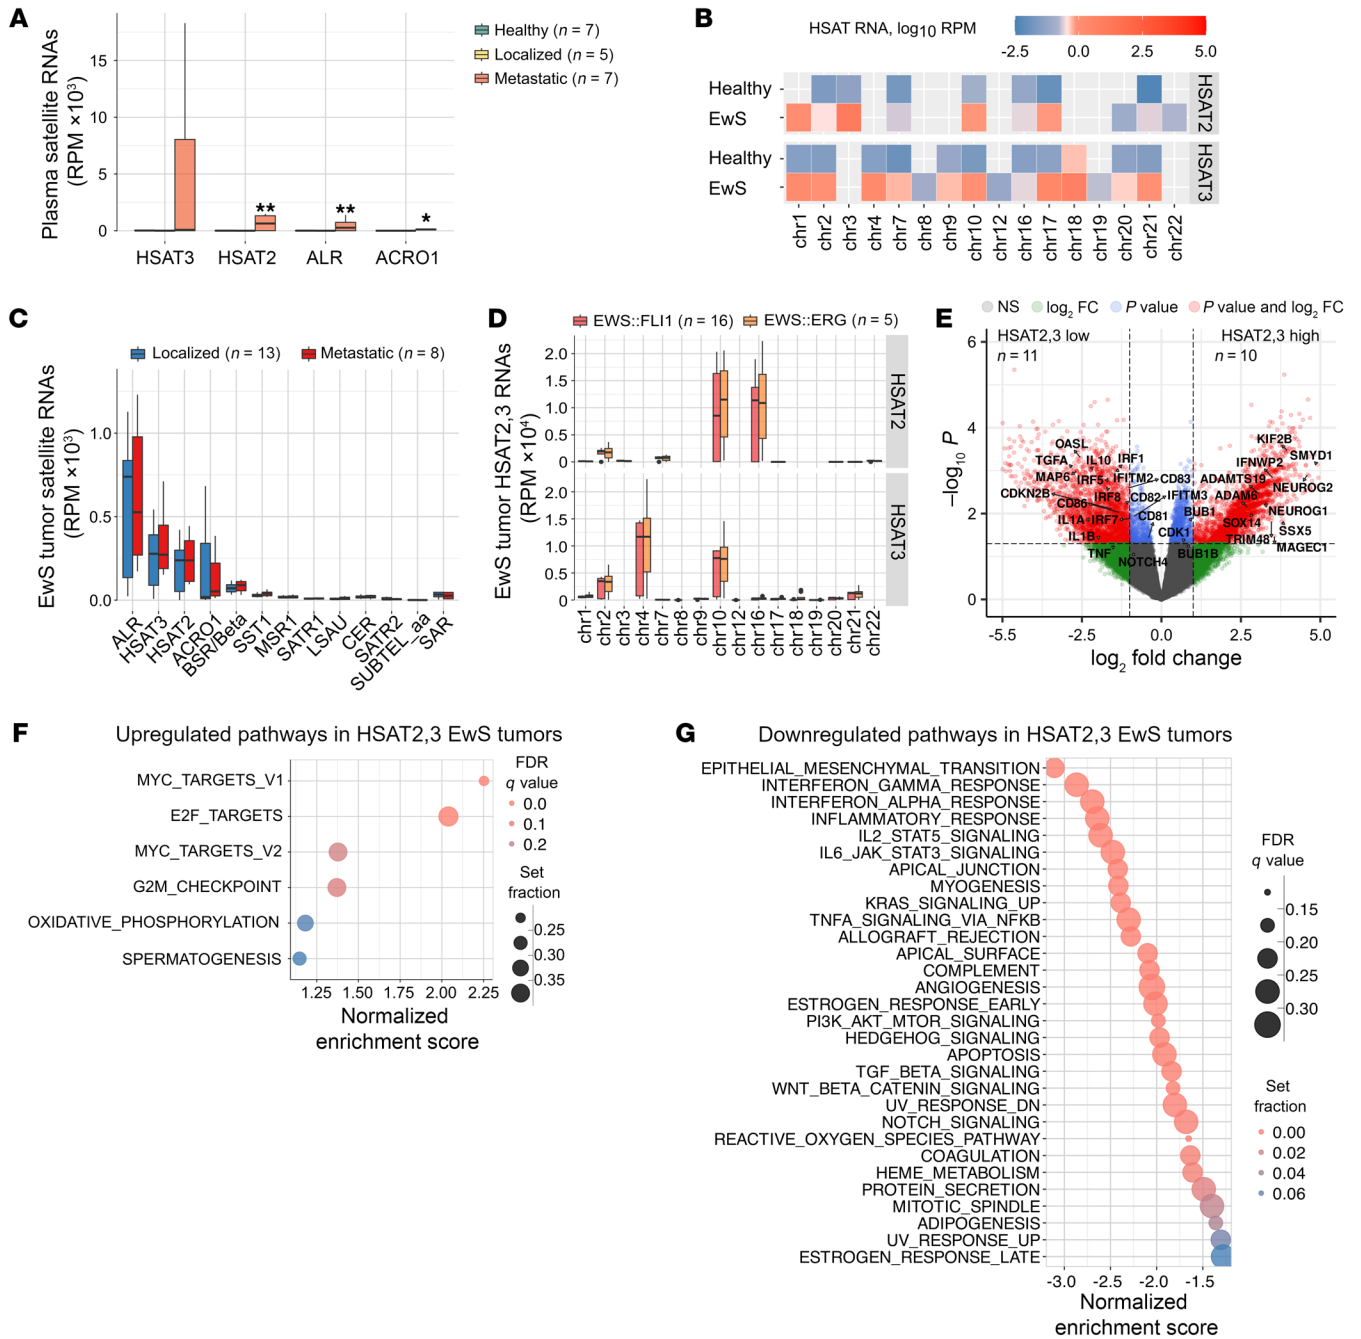 A
Plasma satellite RNAs
(RPM ×10³)
15
10
5
0
HSAT3
HSAT2
ALR
ACRO1
**
**
*
Healthy (n = 7)
Localized (n = 5)
Metastatic (n = 7)
B
HSAT RNA, log10 RPM
-2.5
0.0
2.5
5.0
Healthy
EwS
HSAT2
Healthy
EwS
HSAT3
chr1
chr2
chr3
chr4
chr7
chr8
chr9
chr10
chr12
chr16
chr17
chr18
chr19
chr20
chr21
chr22
C
Localized (n = 13)
Metastatic (n = 8)
EwS tumor satellite RNAs
(RPM ×10³)
1.0
0.5
0.0
ALR
HSAT3
HSAT2
ACRO1
BSR/Beta
SST1
MSR1
SATR1
LSAU
CER
SATR2
SUBTEL_aa
SAR
D
EWS::FLI1 (n = 16)
EWS::ERG (n = 5)
EwS tumor HSAT2,3 RNAs
(RPM ×10⁴)
2.0
1.5
1.0
0.5
0
HSAT2
2.0
1.5
1.0
0.5
0
HSAT3
chr1
chr2
chr3
chr4
chr7
chr8
chr9
chr10
chr12
chr16
chr17
chr18
chr19
chr20
chr21
chr22
E
NS
log2 FC
P value
P value and log2 FC
HSAT2,3 low
n = 11
HSAT2,3 high
n = 10
–log10 P
6
4
2
0
OASL
TGFA
IL10
IRF1
MAP6
IRF5
IFITM2
CD83
CDKN2B
CD86
IRF8
CD82
IFITM3
IL1A
IRF7
CD81
IL1B
CDK1
TNF
NOTCH4
BUB1
BUB1B
KIF2B
IFNWP2
SMYD1
ADAMTS19
ADAM6
NEUROG2
NEUROG1
SOX14
SSX5
TRIM48
MAGEC1
-5.5
-2.5
0.0
2.5
5.0
log2 fold change
F
Upregulated pathways in HSAT2,3 EwS tumors
MYC_TARGETS_V1
E2F_TARGETS
MYC_TARGETS_V2
G2M_CHECKPOINT
OXIDATIVE_PHOSPHORYLATION
SPERMATOGENESIS
1.25
1.50
1.75
2.00
2.25
Normalized
enrichment score
FDR
q value
0.0
0.1
0.2
Set
fraction
0.25
0.30
0.35
G
Downregulated pathways in HSAT2,3 EwS tumors
EPITHELIAL_MESENCHYMAL_TRANSITION
INTERFERON_GAMMA_RESPONSE
INTERFERON_ALPHA_RESPONSE
INFLAMMATORY_RESPONSE
IL2_STAT5_SIGNALING
IL6_JAK_STAT3_SIGNALING
APICAL_JUNCTION
MYOGENESIS
KRAS_SIGNALING_UP
TNFA_SIGNALING_VIA_NFKB
ALLOGRAFT_REJECTION
APICAL_SURFACE
COMPLEMENT
ANGIOGENESIS
ESTROGEN_RESPONSE_EARLY
PI3K_AKT_MTOR_SIGNALING
HEDGEHOG_SIGNALING
APOPTOSIS
TGF_BETA_SIGNALING
WNT_BETA_CATENIN_SIGNALING
UV_RESPONSE_DN
NOTCH_SIGNALING
REACTIVE_OXYGEN_SPECIES_PATHWAY
COAGULATION
HEME_METABOLISM
PROTEIN_SECRETION
MITOTIC_SPINDLE
ADIPOGENESIS
UV_RESPONSE_UP
ESTROGEN_RESPONSE_LATE
-3.0
-2.5
-2.0
-1.5
Normalized
enrichment score
FDR
q value
0.15
0.20
0.25
0.30
Set
fraction
0.00
0.02
0.04
0.06